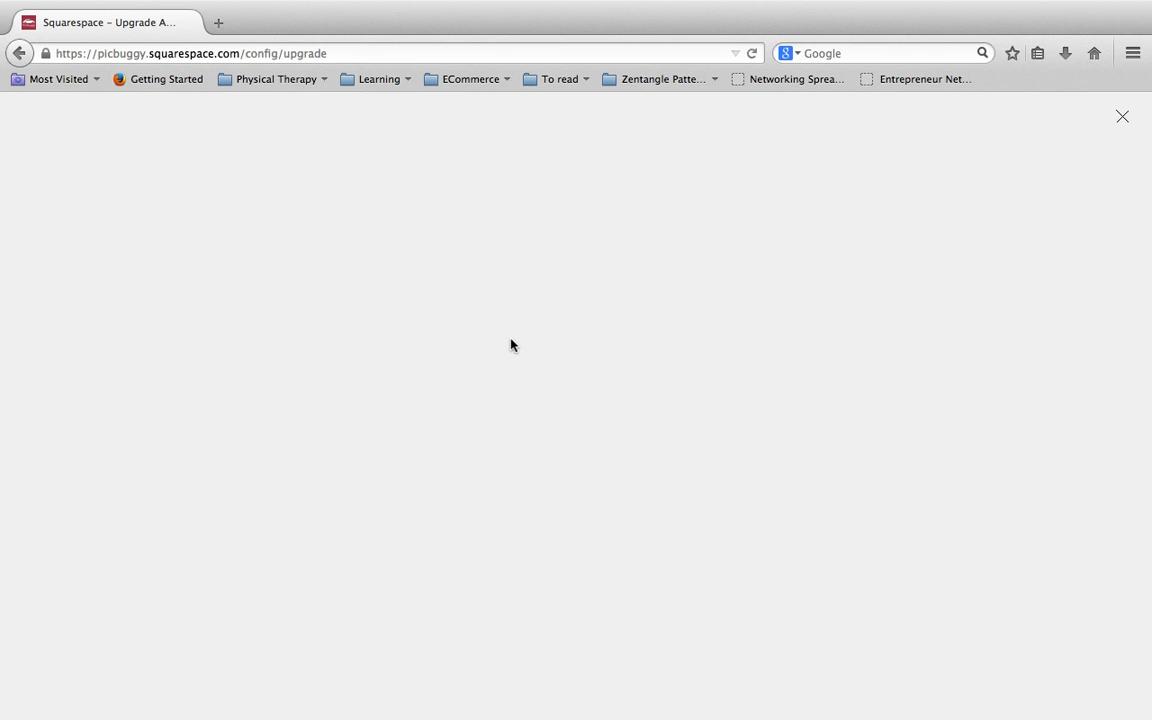 Squarespace – Upgrade A...
https://picbuggy.squarespace.com/config/upgrade
Google
Most Visited Getting Started Physical Therapy Learning ECommerce To read Zentangle Patte... Networking Sprea... Entrepreneur Net...